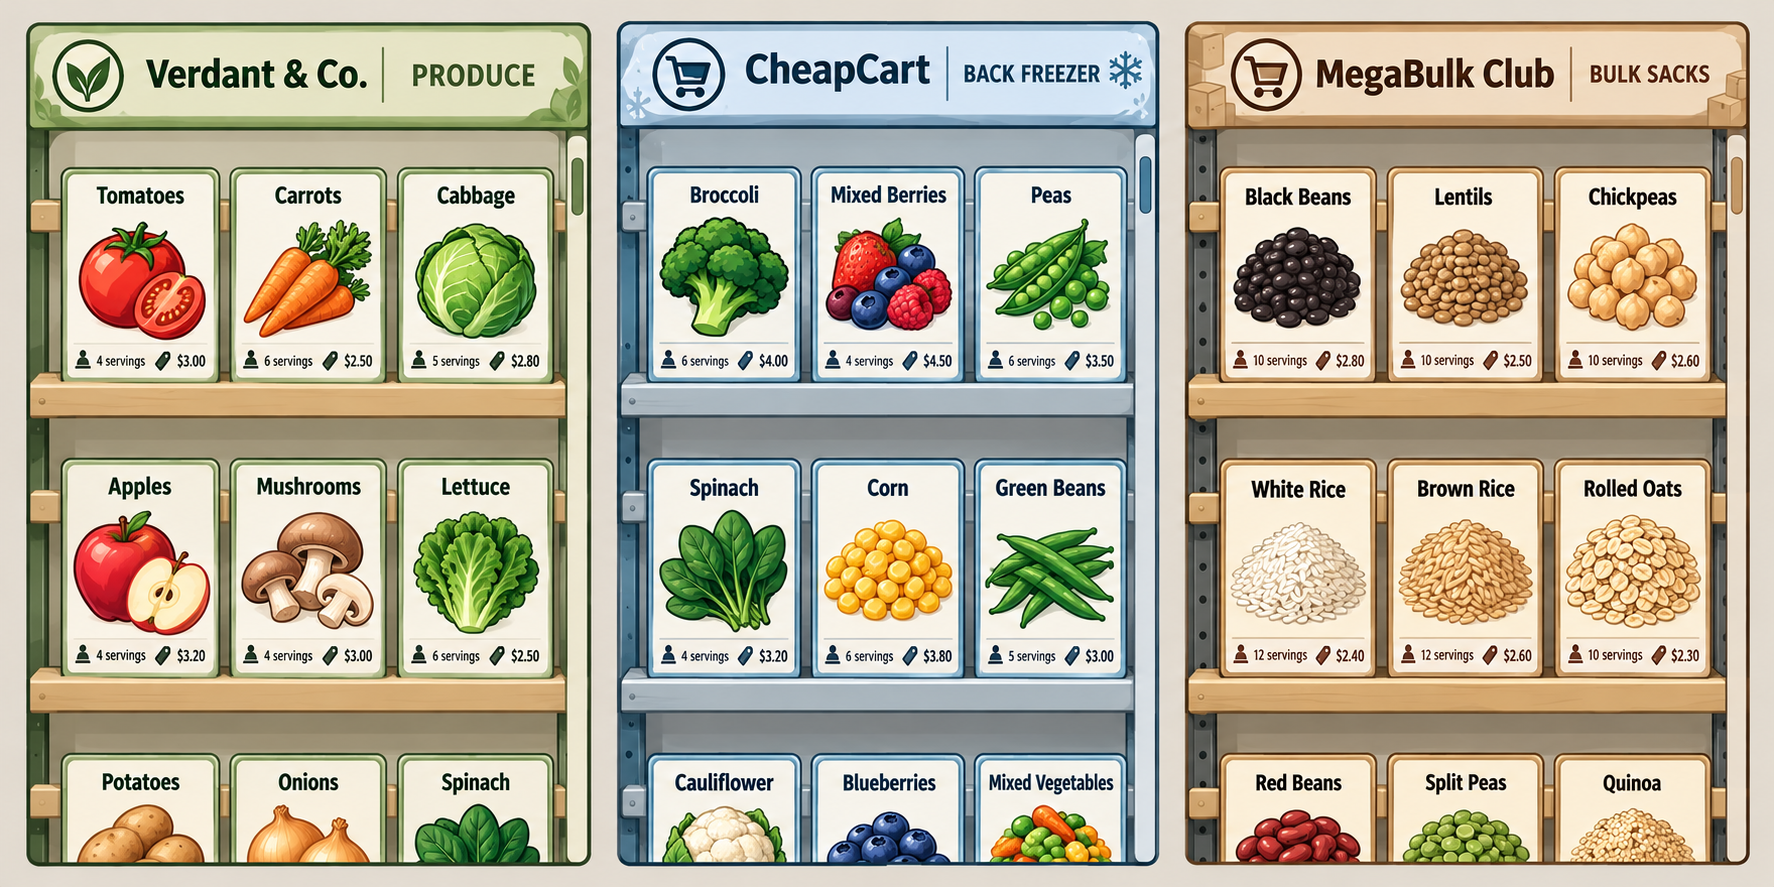 Verdant & Co. | PRODUCE
Tomatoes
4 servings $3.00
Carrots
6 servings $2.50
Cabbage
5 servings $2.80
Apples
4 servings $3.20
Mushrooms
4 servings $3.00
Lettuce
6 servings $2.50
Potatoes
Onions
Spinach
CheapCart | BACK FREEZER
Broccoli
6 servings $4.00
Mixed Berries
4 servings $4.50
Peas
6 servings $3.50
Spinach
4 servings $3.20
Corn
6 servings $3.80
Green Beans
5 servings $3.00
Cauliflower
Blueberries
Mixed Vegetables
MegaBulk Club | BULK SACKS
Black Beans
10 servings $2.80
Lentils
10 servings $2.50
Chickpeas
10 servings $2.60
White Rice
12 servings $2.40
Brown Rice
12 servings $2.60
Rolled Oats
10 servings $2.30
Red Beans
Split Peas
Quinoa